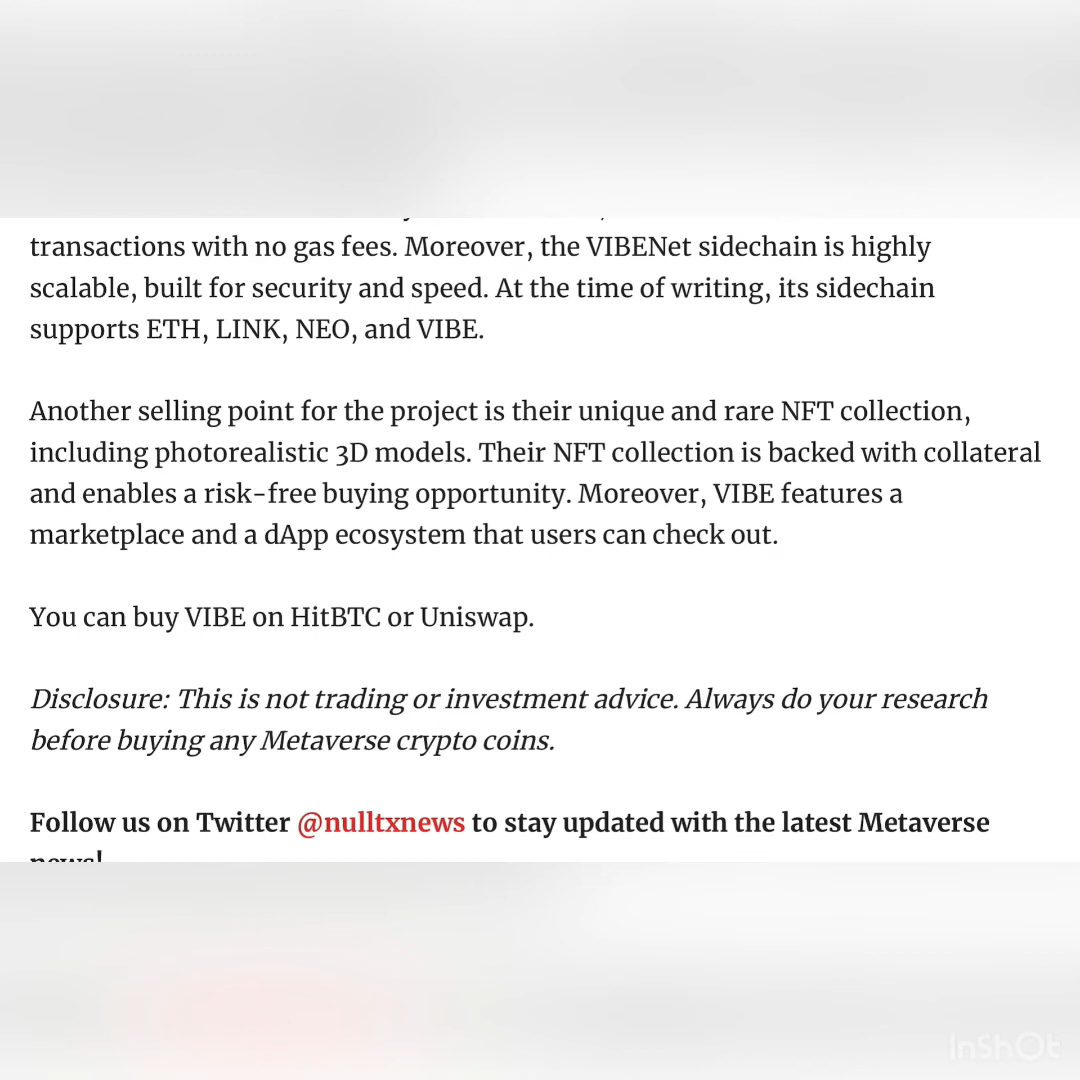 transactions with no gas fees. Moreover, the VIBENet sidechain is highly
scalable, built for security and speed. At the time of writing, its sidechain
supports ETH, LINK, NEO, and VIBE.
Another selling point for the project is their unique and rare NFT collection,
including photorealistic 3D models. Their NFT collection is backed with collateral
and enables a risk-free buying opportunity. Moreover, VIBE features a
marketplace and a dApp ecosystem that users can check out.
You can buy VIBE on HitBTC or Uniswap.
Disclosure: This is not trading or investment advice. Always do your research
before buying any Metaverse crypto coins.
Follow us on Twitter @nulltxnews to stay updated with the latest Metaverse
news!
InShOt